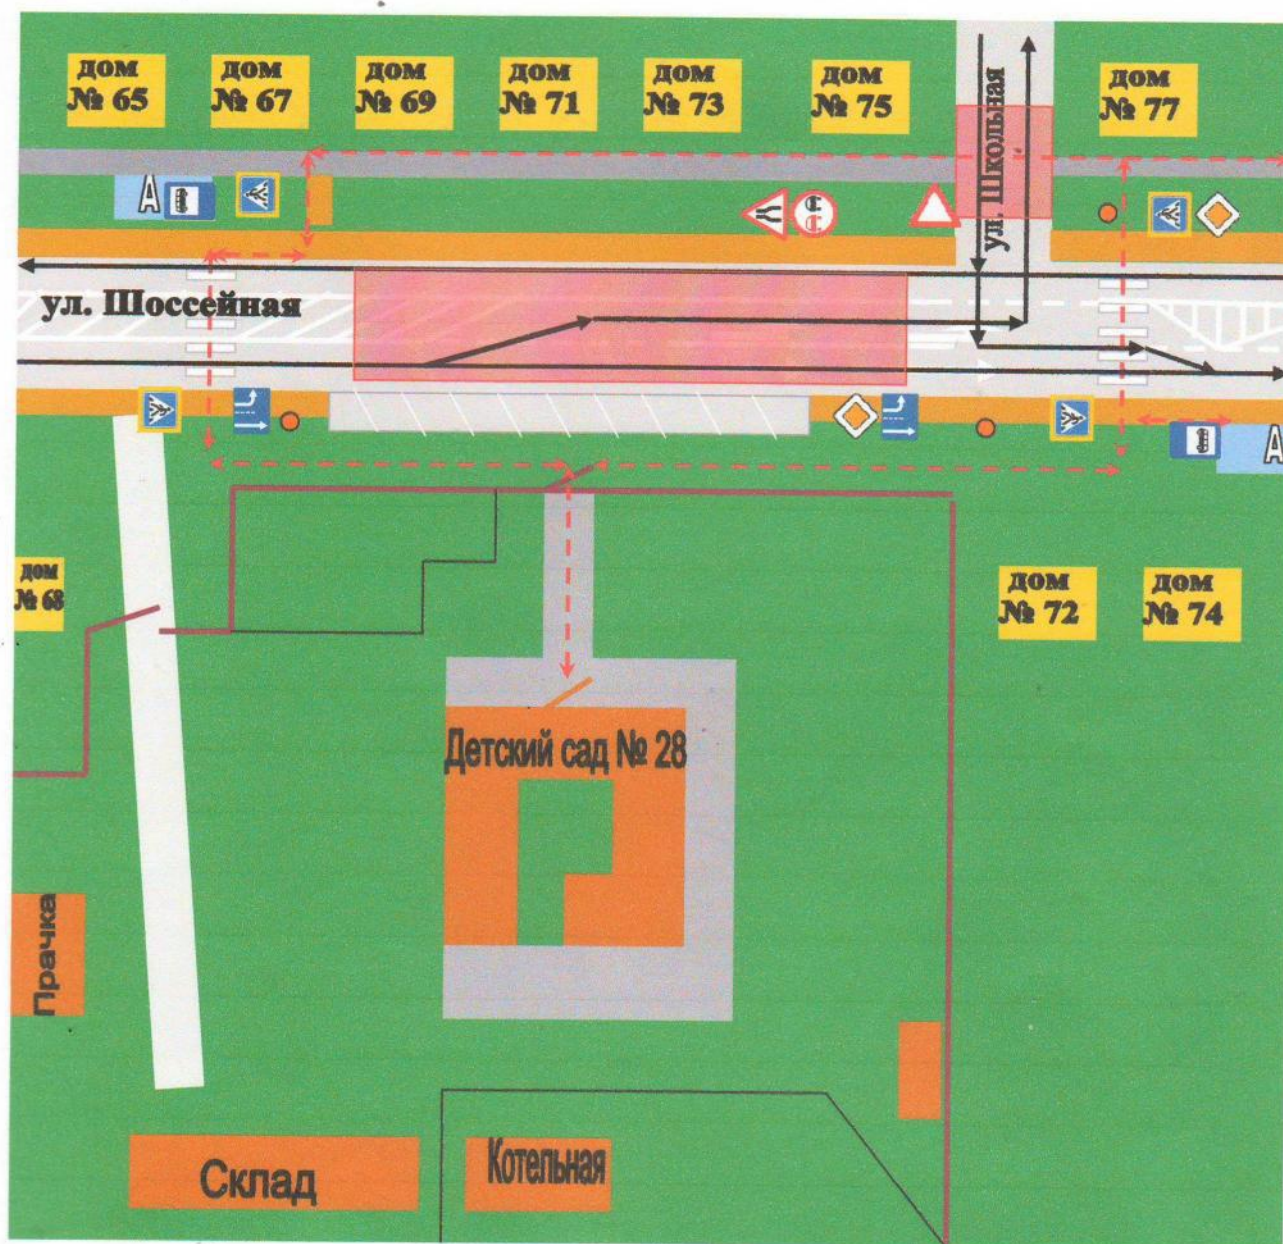 дом
№ 65
дом
№ 67
дом
№ 69
дом
№ 71
дом
№ 73
дом
№ 75
дом
№ 77
ул. Школьная
А
ул. Шоссейная
А
дом
№ 68
дом
№ 72
дом
№ 74
Детский сад № 28
Прачка
Склад
Котельная